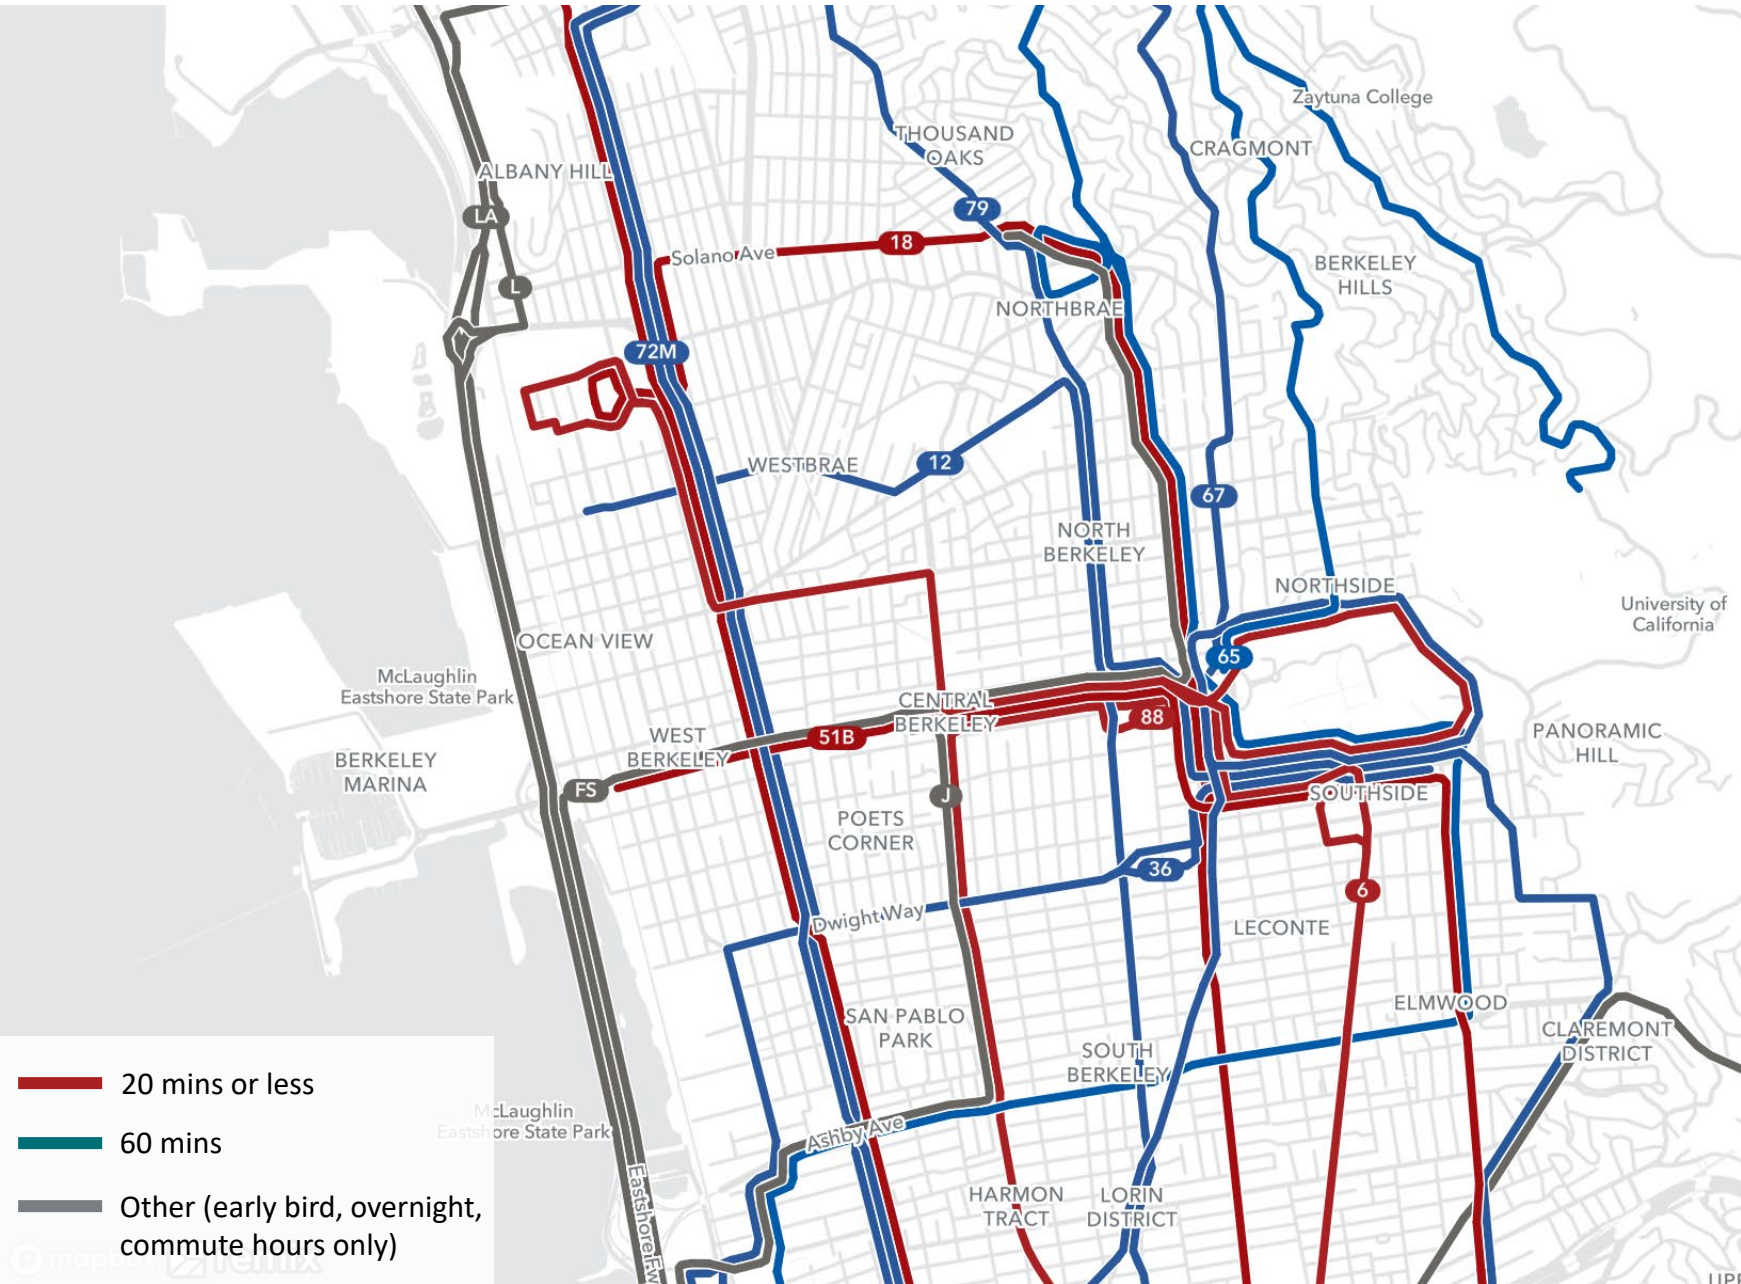 Zaytuna College
THOUSAND
OAKS
CRAGMONT
ALBANY HILL
79
LA
18
Solano Ave
BERKELEY
HILLS
L
NORTHBRAE
72M
WESTBRAE
12
67
NORTH
BERKELEY
NORTHSIDE
University of
California
OCEAN VIEW
65
McLaughlin
Eastshore State Park
CENTRAL
BERKELEY
88
WEST
BERKELEY
51B
PANORAMIC
HILL
BERKELEY
MARINA
FS
J
SOUTHSIDE
POETS
CORNER
36
6
Dwight Way
LECONTE
ELMWOOD
SAN PABLO
PARK
CLAREMONT
DISTRICT
SOUTH
BERKELEY
20 mins or less
McLaughlin
Eastshore State Park
Ashby Ave
60 mins
Eastshore Fw
HARMON
TRACT
LORIN
DISTRICT
Other (early bird, overnight,
commute hours only)
mapbox remix
UPP